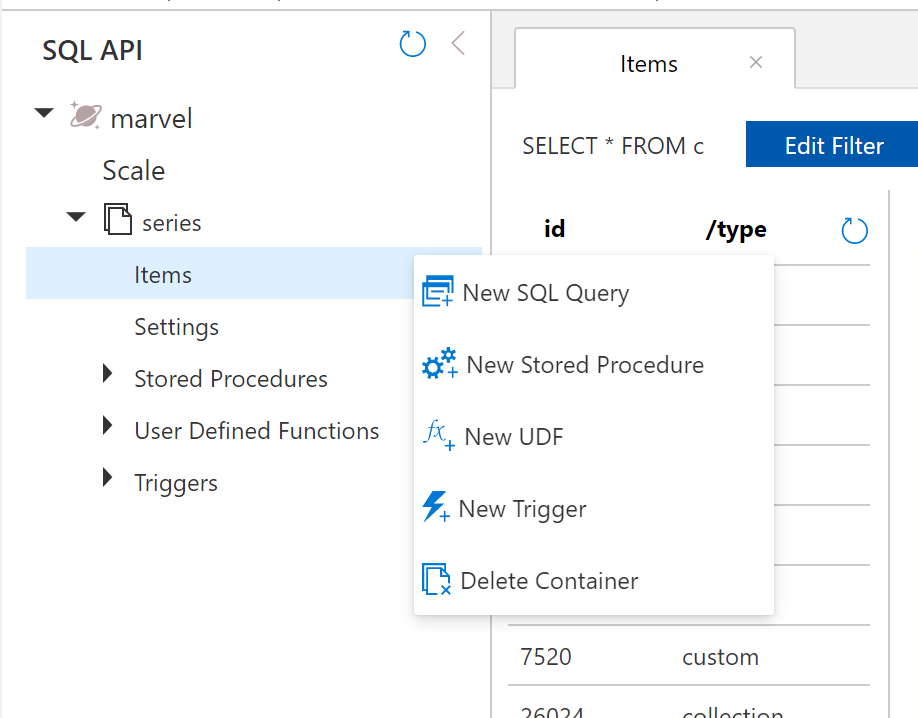 SQL API
marvel
Scale
series
Items
Settings
Stored Procedures
User Defined Functions
Triggers
Items
SELECT * FROM c
Edit Filter
id /type
New SQL Query
New Stored Procedure
fx New UDF
New Trigger
Delete Container
7520 custom
26024 collection